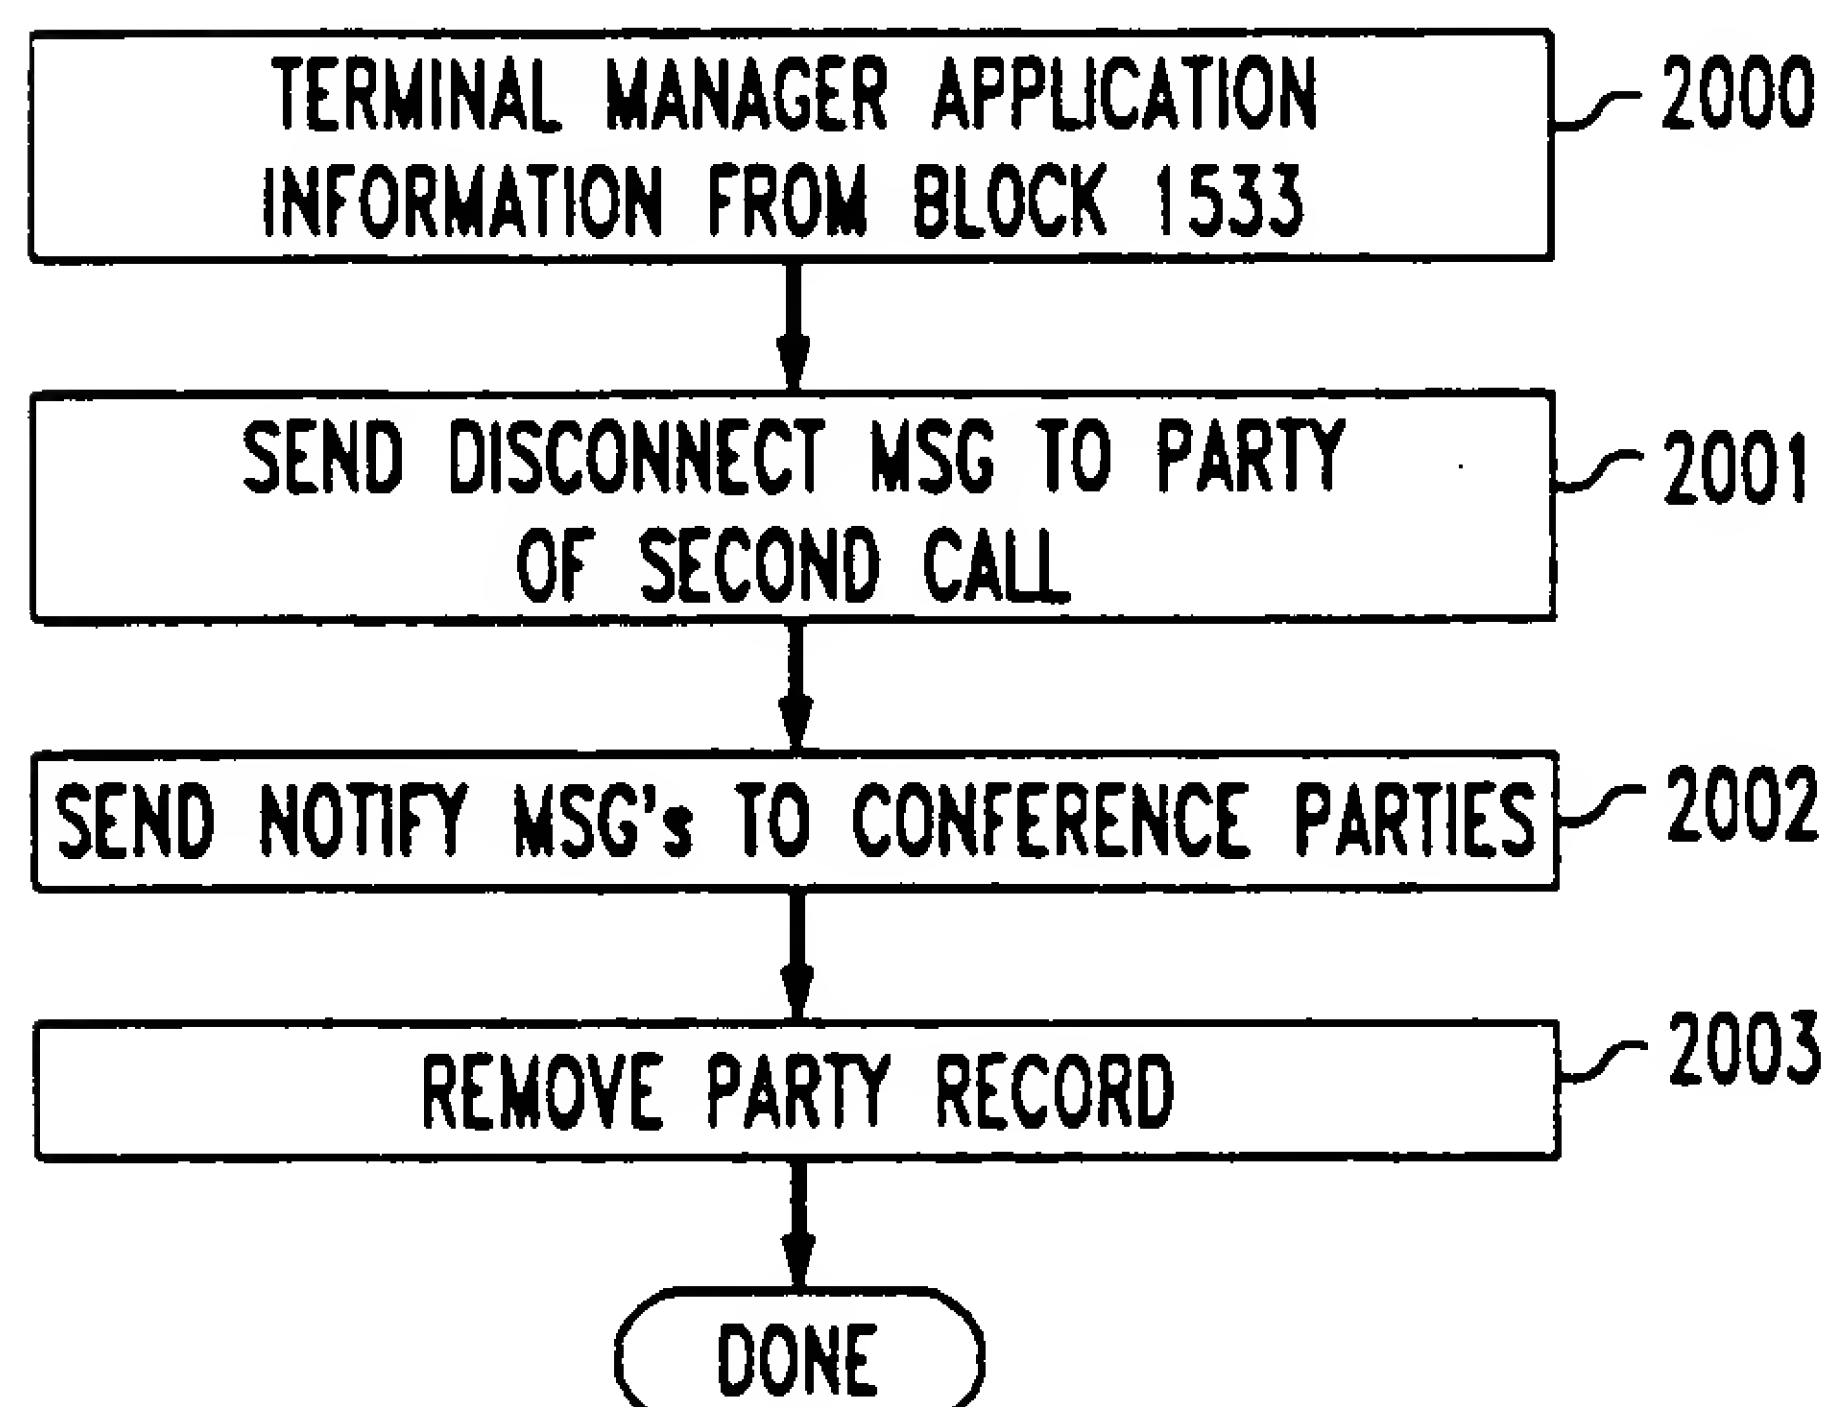 TERMINAL MANAGER APPLICATION
INFORMATION FROM BLOCK 1533
2000
SEND DISCONNECT MSG TO PARTY
OF SECOND CALL
2001
SEND NOTIFY MSG's TO CONFERENCE PARTIES
2002
REMOVE PARTY RECORD
2003
DONE